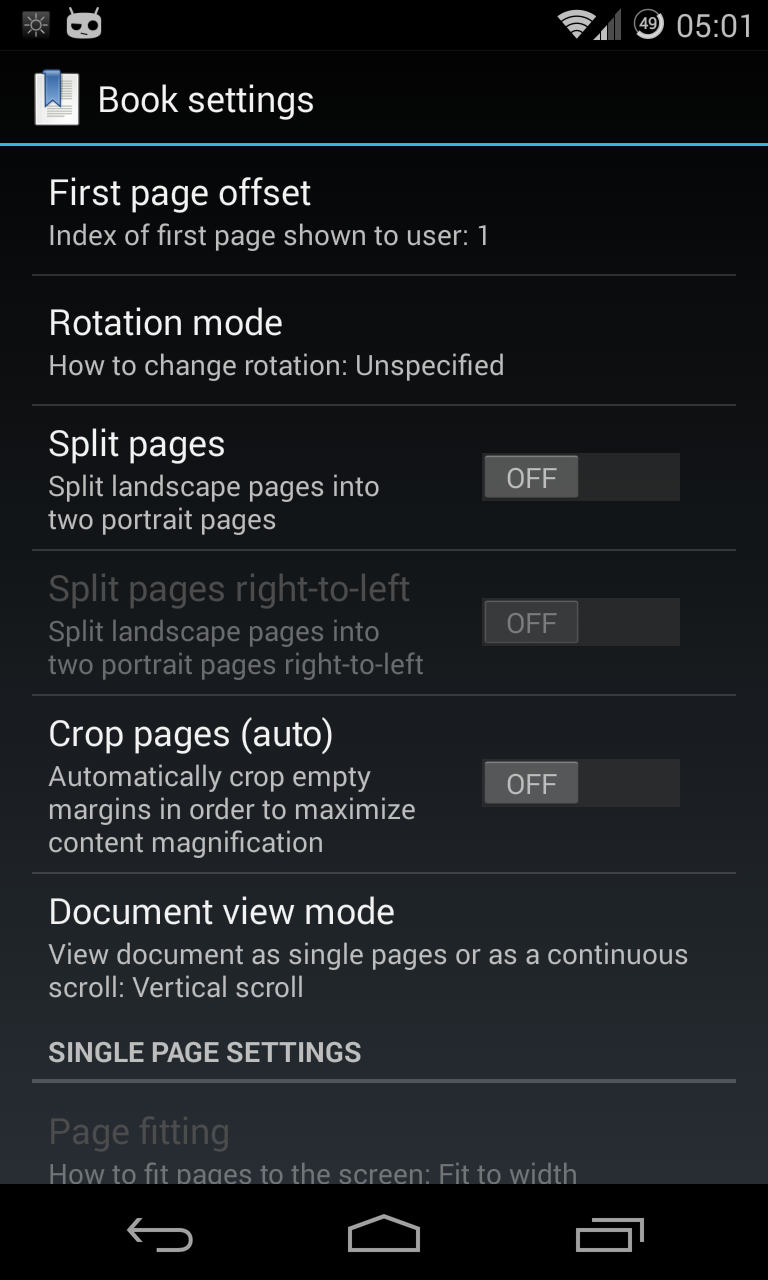 49 05:01
Book settings
First page offset
Index of first page shown to user: 1
Rotation mode
How to change rotation: Unspecified
Split pages
Split landscape pages into
two portrait pages
OFF
Split pages right-to-left
Split landscape pages into
two portrait pages right-to-left
OFF
Crop pages (auto)
Automatically crop empty
margins in order to maximize
content magnification
OFF
Document view mode
View document as single pages or as a continuous
scroll: Vertical scroll
SINGLE PAGE SETTINGS
Page fitting
How to fit pages to the screen: Fit to width